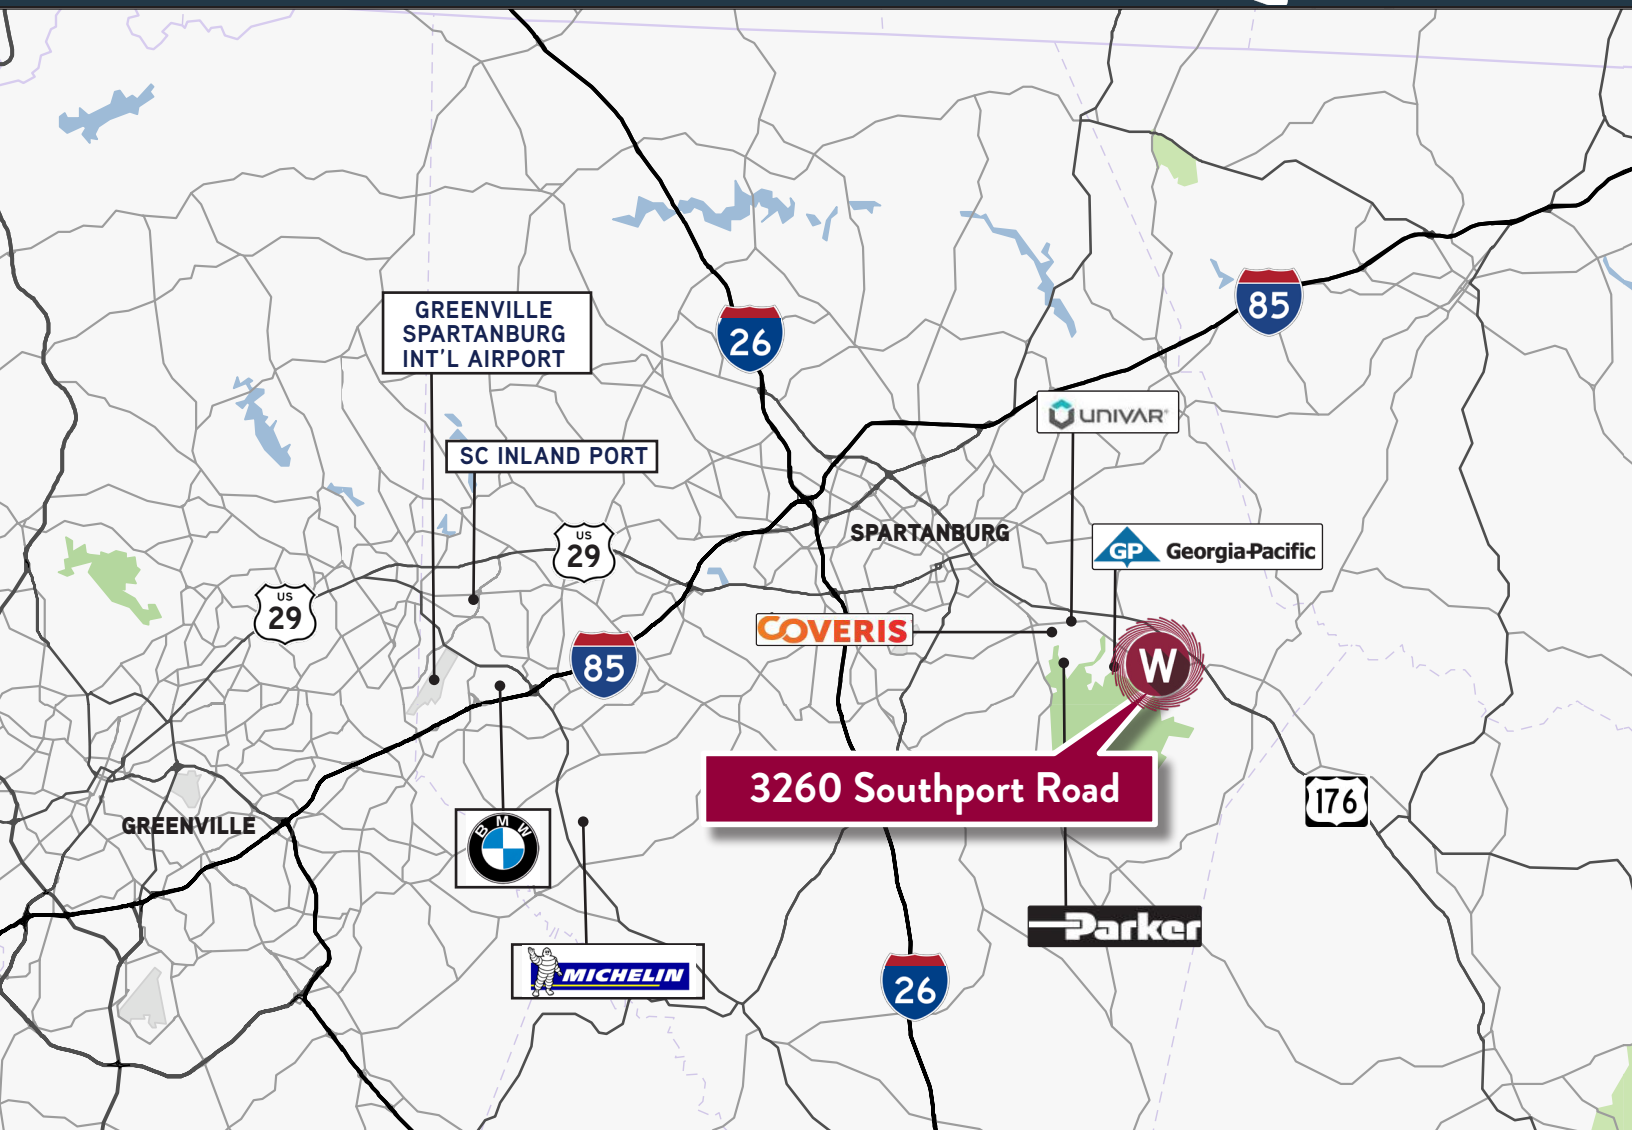 85
26
GREENVILLE
SPARTANBURG
INT'L AIRPORT
UNIVAR
SC INLAND PORT
SPARTANBURG
US
29
GP Georgia-Pacific
US
29
COVERIS
85
W
3260 Southport Road
176
GREENVILLE
BMW
Parker
MICHELIN
26